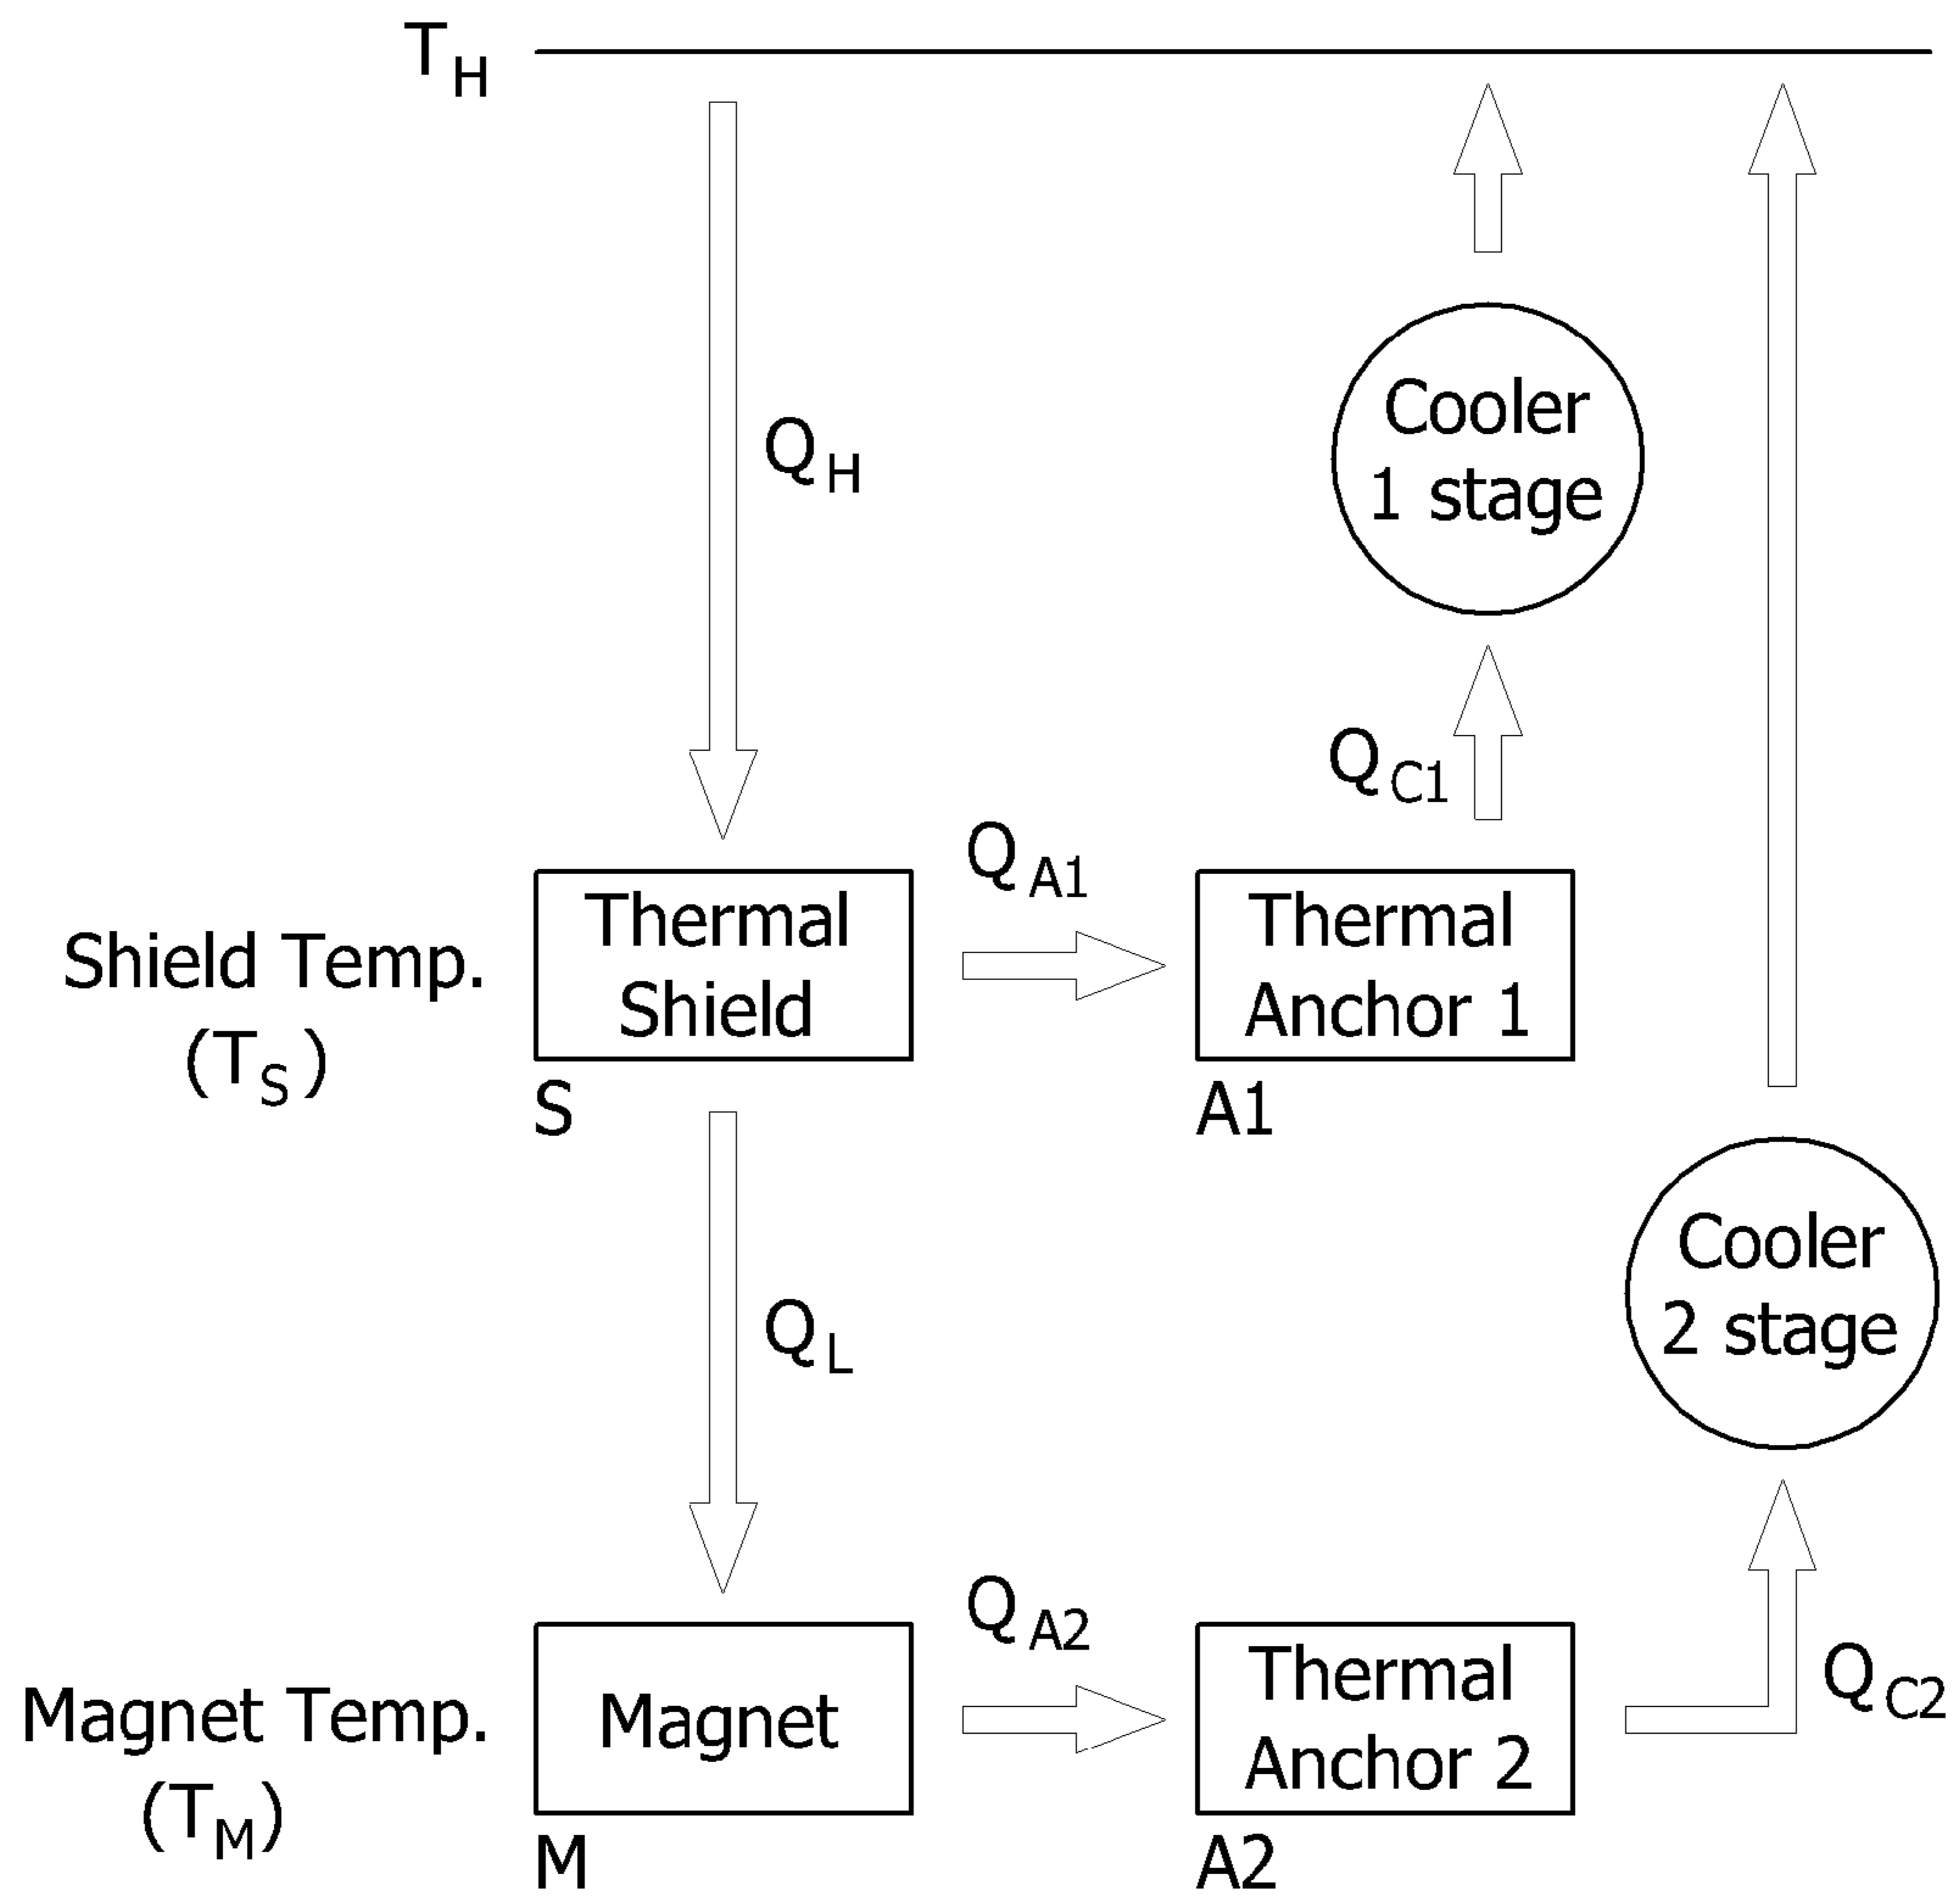 T_H
Q_H
Cooler
1 stage
Q_C1
Q_A1
Shield Temp.
(T_S)
Thermal
Shield
S
Thermal
Anchor 1
A1
Cooler
2 stage
Q_L
Q_A2
Q_C2
Magnet Temp.
(T_M)
Magnet
M
Thermal
Anchor 2
A2